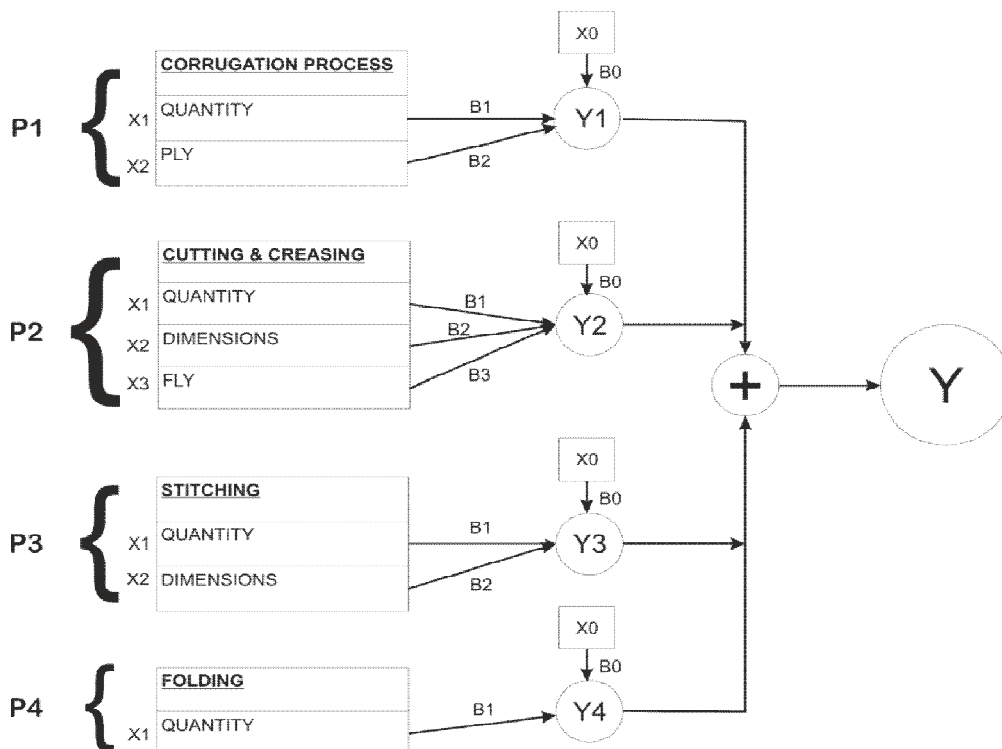 X0
B0
CORRUGATION PROCESS
P1
X1 QUANTITY B1 Y1
X2 PLY B2
X0
B0
CUTTING & CREASING
P2
X1 QUANTITY B1
X2 DIMENSIONS B2 Y2
X3 FLY B3
+ Y
X0
B0
STITCHING
P3
X1 QUANTITY B1 Y3
X2 DIMENSIONS B2
X0
B0
FOLDING
P4
X1 QUANTITY B1 Y4